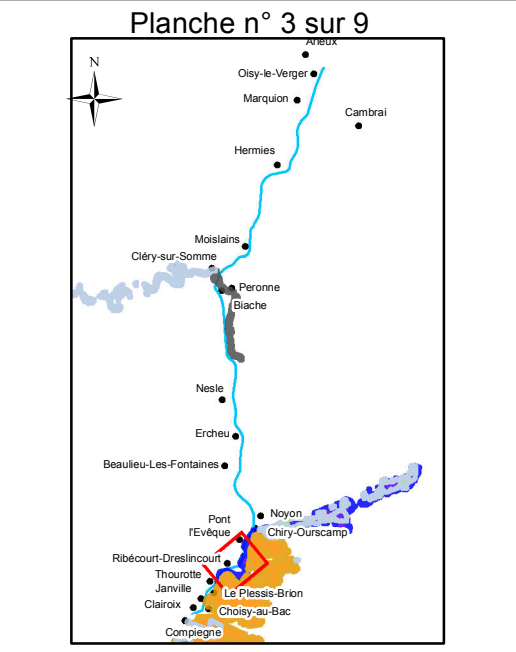 Planche n° 3 sur 9
Arleux
N
Oisy-le-Verger
Marquion
Cambrai
Hermies
Moislains
Cléry-sur-Somme
Peronne
Biache
Nesle
Ercheu
Beaulieu-Les-Fontaines
Noyon
Pont
l'Evêque
Chiry-Ourscamp
Ribécourt-Dreslincourt
Thourotte
Janville
Le Plessis-Brion
Clairoix
Choisy-au-Bac
Compiegne